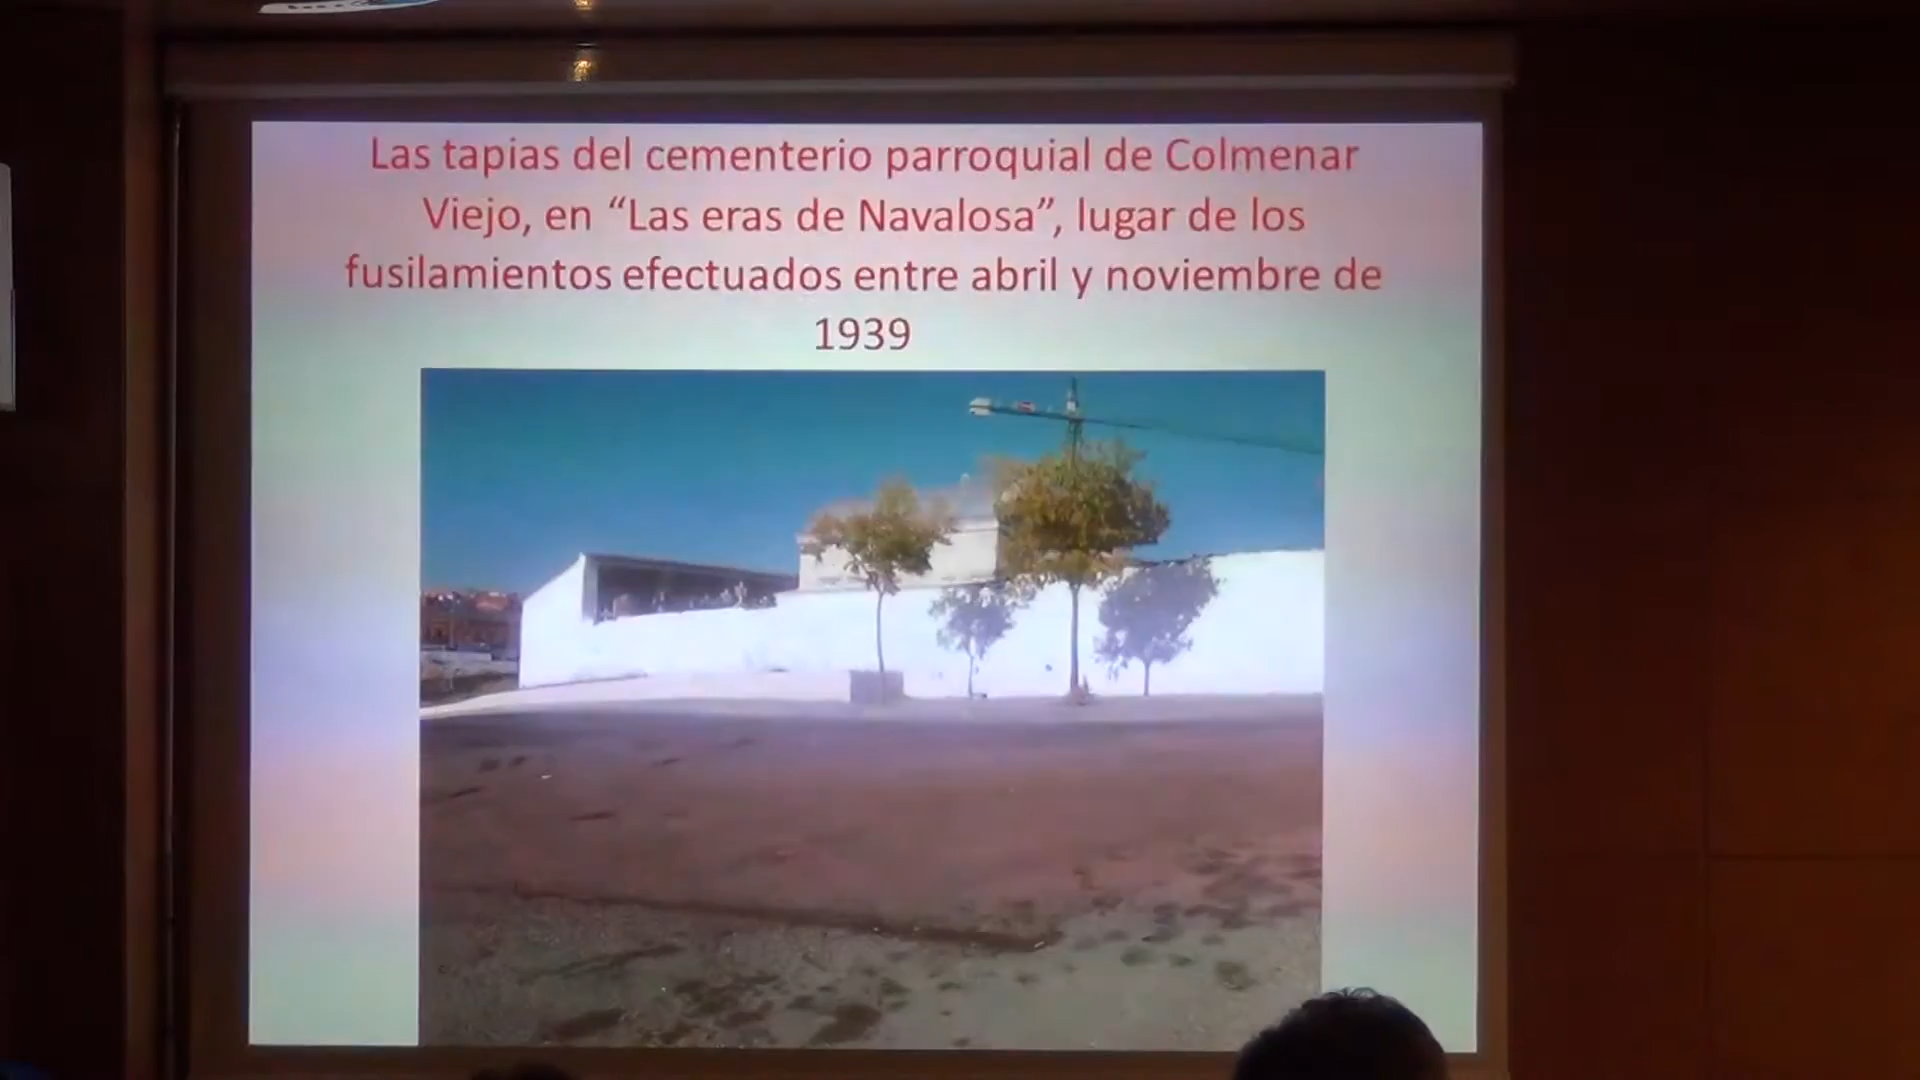 Las tapias del cementerio parroquial de Colmenar
Viejo, en “Las eras de Navalosa”, lugar de los
fusilamientos efectuados entre abril y noviembre de
1939